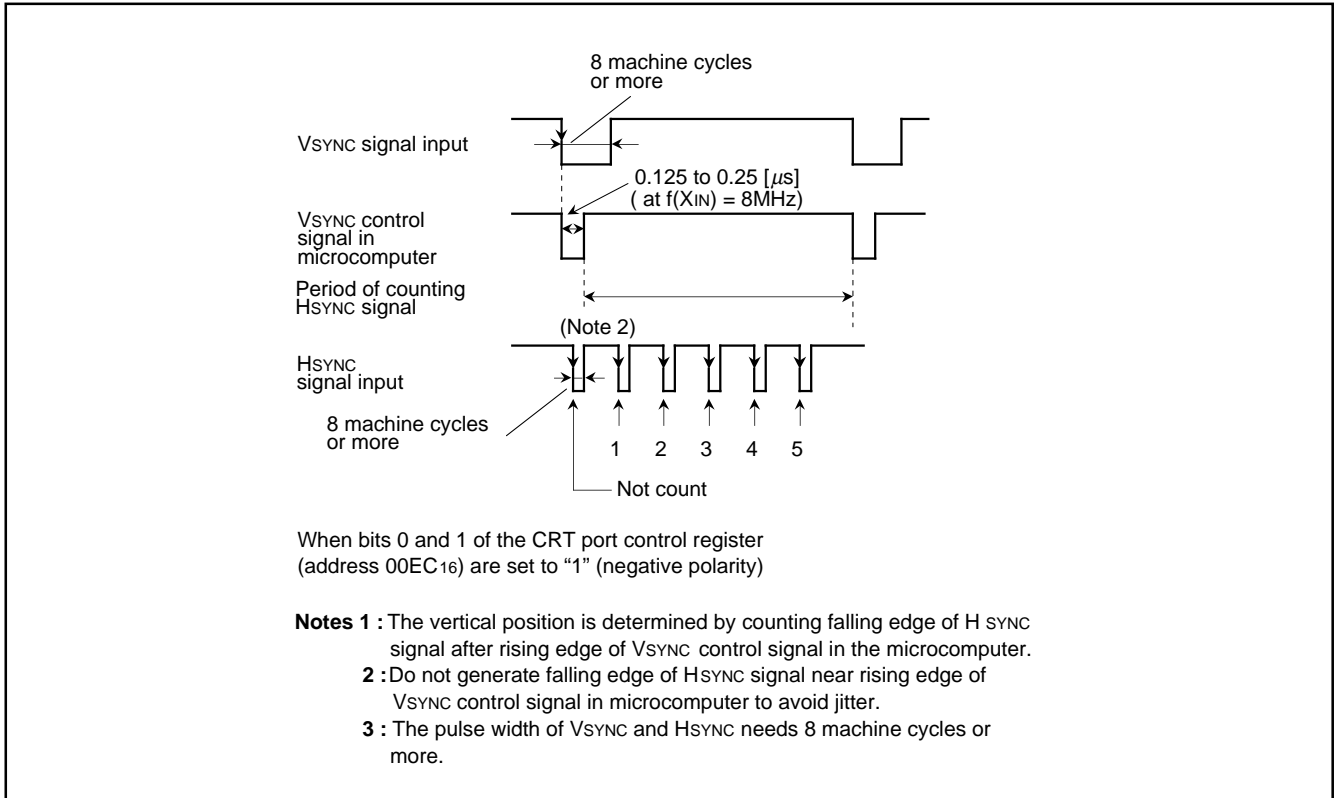 8 machine cycles
or more
VSYNC signal input
0.125 to 0.25 [μs]
( at f(XIN) = 8MHz)
VSYNC control
signal in
microcomputer
Period of counting
HSYNC signal
(Note 2)
HSYNC
signal input
8 machine cycles
or more
1 2 3 4 5
Not count
When bits 0 and 1 of the CRT port control register
(address 00EC16) are set to “1” (negative polarity)
Notes 1 : The vertical position is determined by counting falling edge of H SYNC
signal after rising edge of VSYNC control signal in the microcomputer.
2 : Do not generate falling edge of HSYNC signal near rising edge of
VSYNC control signal in microcomputer to avoid jitter.
3 : The pulse width of VSYNC and HSYNC needs 8 machine cycles or
more.